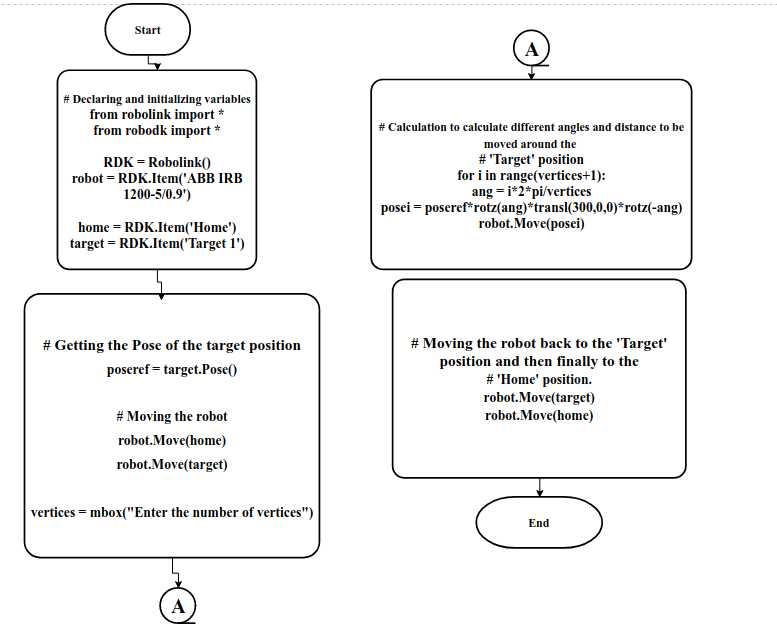 Start
# Declaring and initializing variables
from robolink import *
from robodk import *
RDK = Robolink()
robot = RDK.Item('ABB IRB
1200-5/0.9')
home = RDK.Item('Home')
target = RDK.Item('Target 1')
# Getting the Pose of the target position
poseref = target.Pose()
# Moving the robot
robot.Move(home)
robot.Move(target)
vertices = mbox("Enter the number of vertices")
A
A
# Calculation to calculate different angles and distance to be
moved around the
# 'Target' position
for i in range(vertices+1):
ang = i*2*pi/vertices
posei = poseref*rotz(ang)*transl(300,0,0)*rotz(-ang)
robot.Move(posei)
# Moving the robot back to the 'Target'
position and then finally to the
# 'Home' position.
robot.Move(target)
robot.Move(home)
End